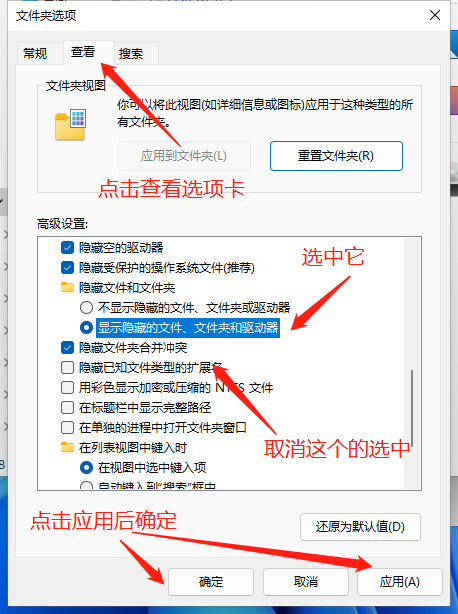 文件夹选项
常规
查看
搜索
文件夹视图
你可以将此视图(如详细信息或图标)应用于这种类型的所
有文件夹。
应用到文件夹(L)
重置文件夹(R)
点击查看选项卡
高级设置:
隐藏空的驱动器
选中它
隐藏受保护的操作系统文件(推荐)
隐藏文件和文件夹
不显示隐藏的文件、文件夹或驱动器
显示隐藏的文件、文件夹和驱动器
隐藏文件夹合并冲突
隐藏已知文件类型的扩展名
用彩色显示加密或压缩的 NTFS 文件
在标题栏中显示完整路径
在单独的进程中打开文件夹窗口
取消这个的选中
在列表视图中键入时
在视图中选中键入项
自动键入到"搜索"框中
点击应用后确定
还原为默认值(D)
确定
取消
应用(A)
8